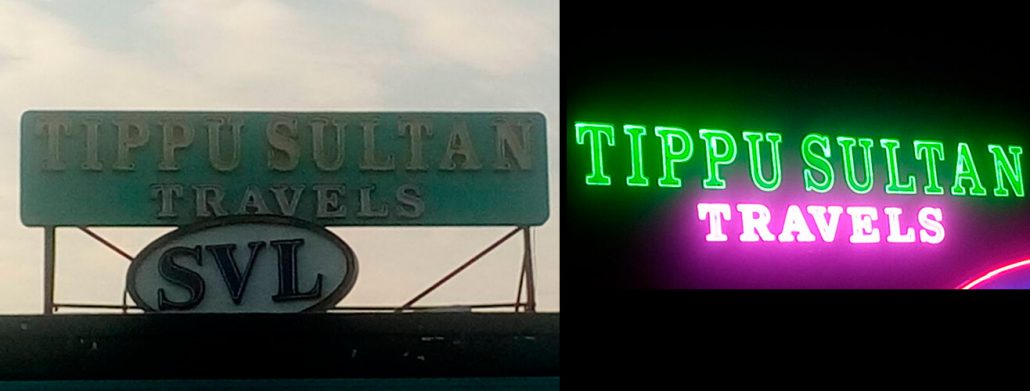 TIPPU SULTAN
TRAVELS
SVL
TIPPU SULTAN
TRAVELS